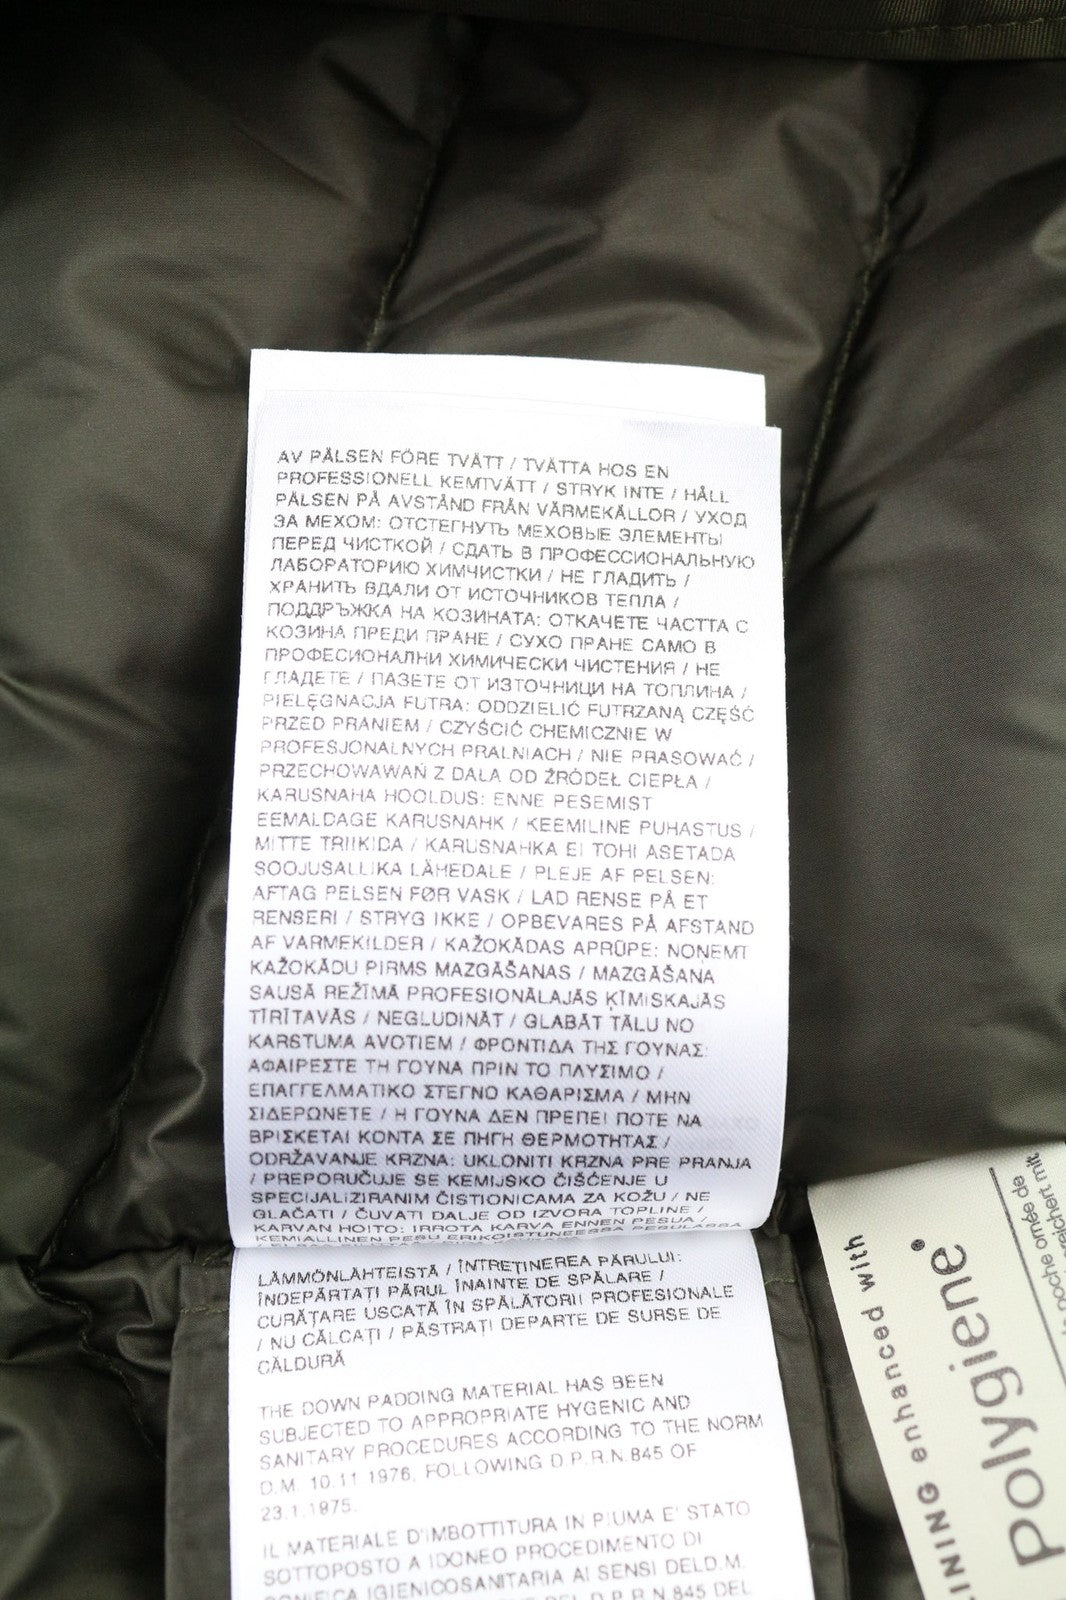 AV PÄLSEN FÖRE TVÄTT / TVÄTTA HOS EN
PROFESSIONELL KEMTVÄTT / STRYK INTE / HÅLL
PÄLSEN PÅ AVSTÅND FRÅN VÄRMEKÄLLOR / УХОД
ЗА МЕХОМ: ОТСТЕГНУТЬ МЕХОВЫЕ ЭЛЕМЕНТЫ
ПЕРЕД ЧИСТКОЙ / СДАТЬ В ПРОФЕССИОНАЛЬНУЮ
ЛАБОРАТОРИЮ ХИМЧИСТКИ / НЕ ГЛАДИТЬ /
ХРАНИТЬ ВДАЛИ ОТ ИСТОЧНИКОВ ТЕПЛА /
ПОДДРЪЖКА НА КОЗИНАТА: ОТКАЧЕТЕ ЧАСТТА С
КОЗИНА ПРЕДИ ПРАНЕ / СУХО ПРАНЕ САМО В
ПРОФЕСИОНАЛНИ ХИМИЧЕСКИ ЧИСТЕНИЯ / НЕ
ГЛАДЕТЕ / ПАЗЕТЕ ОТ ИЗТОЧНИЦИ НА ТОПЛИНА /
PIELĘGNACJA FUTRA: ODDZIELIĆ FUTRZANĄ CZĘŚĆ
PRZED PRANIEM / CZYŚCIĆ CHEMICZNIE W
PROFESJONALNYCH PRALNIACH / NIE PRASOWAĆ /
PRZECHOWAWAŃ Z DALA OD ŹRÓDEŁ CIEPŁA /
KARUSNAHA HOOLDUS: ENNE PESEMIST
EEMALDAGE KARUSNAHK / KEEMILINE PUHASTUS /
MITTE TRIIKIDA / KARUSNAHKA EI TOHI ASETADA
SOOJUSALLIKA LÄHEDALE / PLEJE AF PELSEN:
AFTAG PELSEN FØR VASK / LAD RENSE PÅ ET
RENSERI / STRYG IKKE / OPBEVARES PÅ AFSTAND
AF VARMEKILDER / KAŽOKĀDAS APRŪPE: NOŅEMT
KAŽOKĀDU PIRMS MAZGĀŠANAS / MAZGĀŠANA
SAUSĀ REŽĪMĀ PROFESIONĀLAJĀS ĶĪMISKAJĀS
TĪRĪTAVĀS / NEGLUDINĀT / GLABĀT TĀLU NO
KARSTUMA AVOTIEM / ΦΡΟΝΤΙΔΑ ΤΗΣ ΓΟΥΝΑΣ:
ΑΦΑΙΡΕΣΤΕ ΤΗ ΓΟΥΝΑ ΠΡΙΝ ΤΟ ΠΛΥΣΙΜΟ /
ΕΠΑΓΓΕΛΜΑΤΙΚΟ ΣΤΕΓΝΟ ΚΑΘΑΡΙΣΜΑ / ΜΗΝ
ΣΙΔΕΡΩΝΕΤΕ / Η ΓΟΥΝΑ ΔΕΝ ΠΡΕΠΕΙ ΠΟΤΕ ΝΑ
ΒΡΙΣΚΕΤΑΙ ΚΟΝΤΑ ΣΕ ΠΗΓΗ ΘΕΡΜΟΤΗΤΑΣ /
ODRŽAVANJE KRZNA: UKLONITI KRZNA PRE PRANJA
/ PREPORUČUJE SE KEMIJSKO ČIŠĆENJE U
SPECIJALIZIRANIM ČISTIONICAMA ZA KOŽU / NE
GLAČATI / ČUVATI DALJE OD IZVORA TOPLINE /
KARVAN HOITO: IRROTA KARVA ENNEN PESUA /
KEMIALLINEN PESU ERIKOISTUNEESSA PESULASSA
LÄMMÖNLÄHTEISTÄ / ÎNTREȚINEREA PĂRULUI:
ÎNDEPĂRTAȚI PĂRUL ÎNAINTE DE SPĂLARE /
CURĂȚARE USCATĂ ÎN SPĂLĂTORII PROFESIONALE
/ NU CĂLCAȚI / PĂSTRAȚI DEPARTE DE SURSE DE
CĂLDURĂ
THE DOWN PADDING MATERIAL HAS BEEN
SUBJECTED TO APPROPRIATE HYGENIC AND
SANITARY PROCEDURES ACCORDING TO THE NORM
D.M. 10.11.1976, FOLLOWING D.P.R.N.845 OF
23.1.1975.
IL MATERIALE D'IMBOTTITURA IN PIUMA E' STATO
SOTTOPOSTO A IDONEO PROCEDIMENTO DI
BONIFICA IGIENICOSANITARIA AI SENSI DELD.M.
D.P.R.N.845 DEL
LINING enhanced with
Polygiene